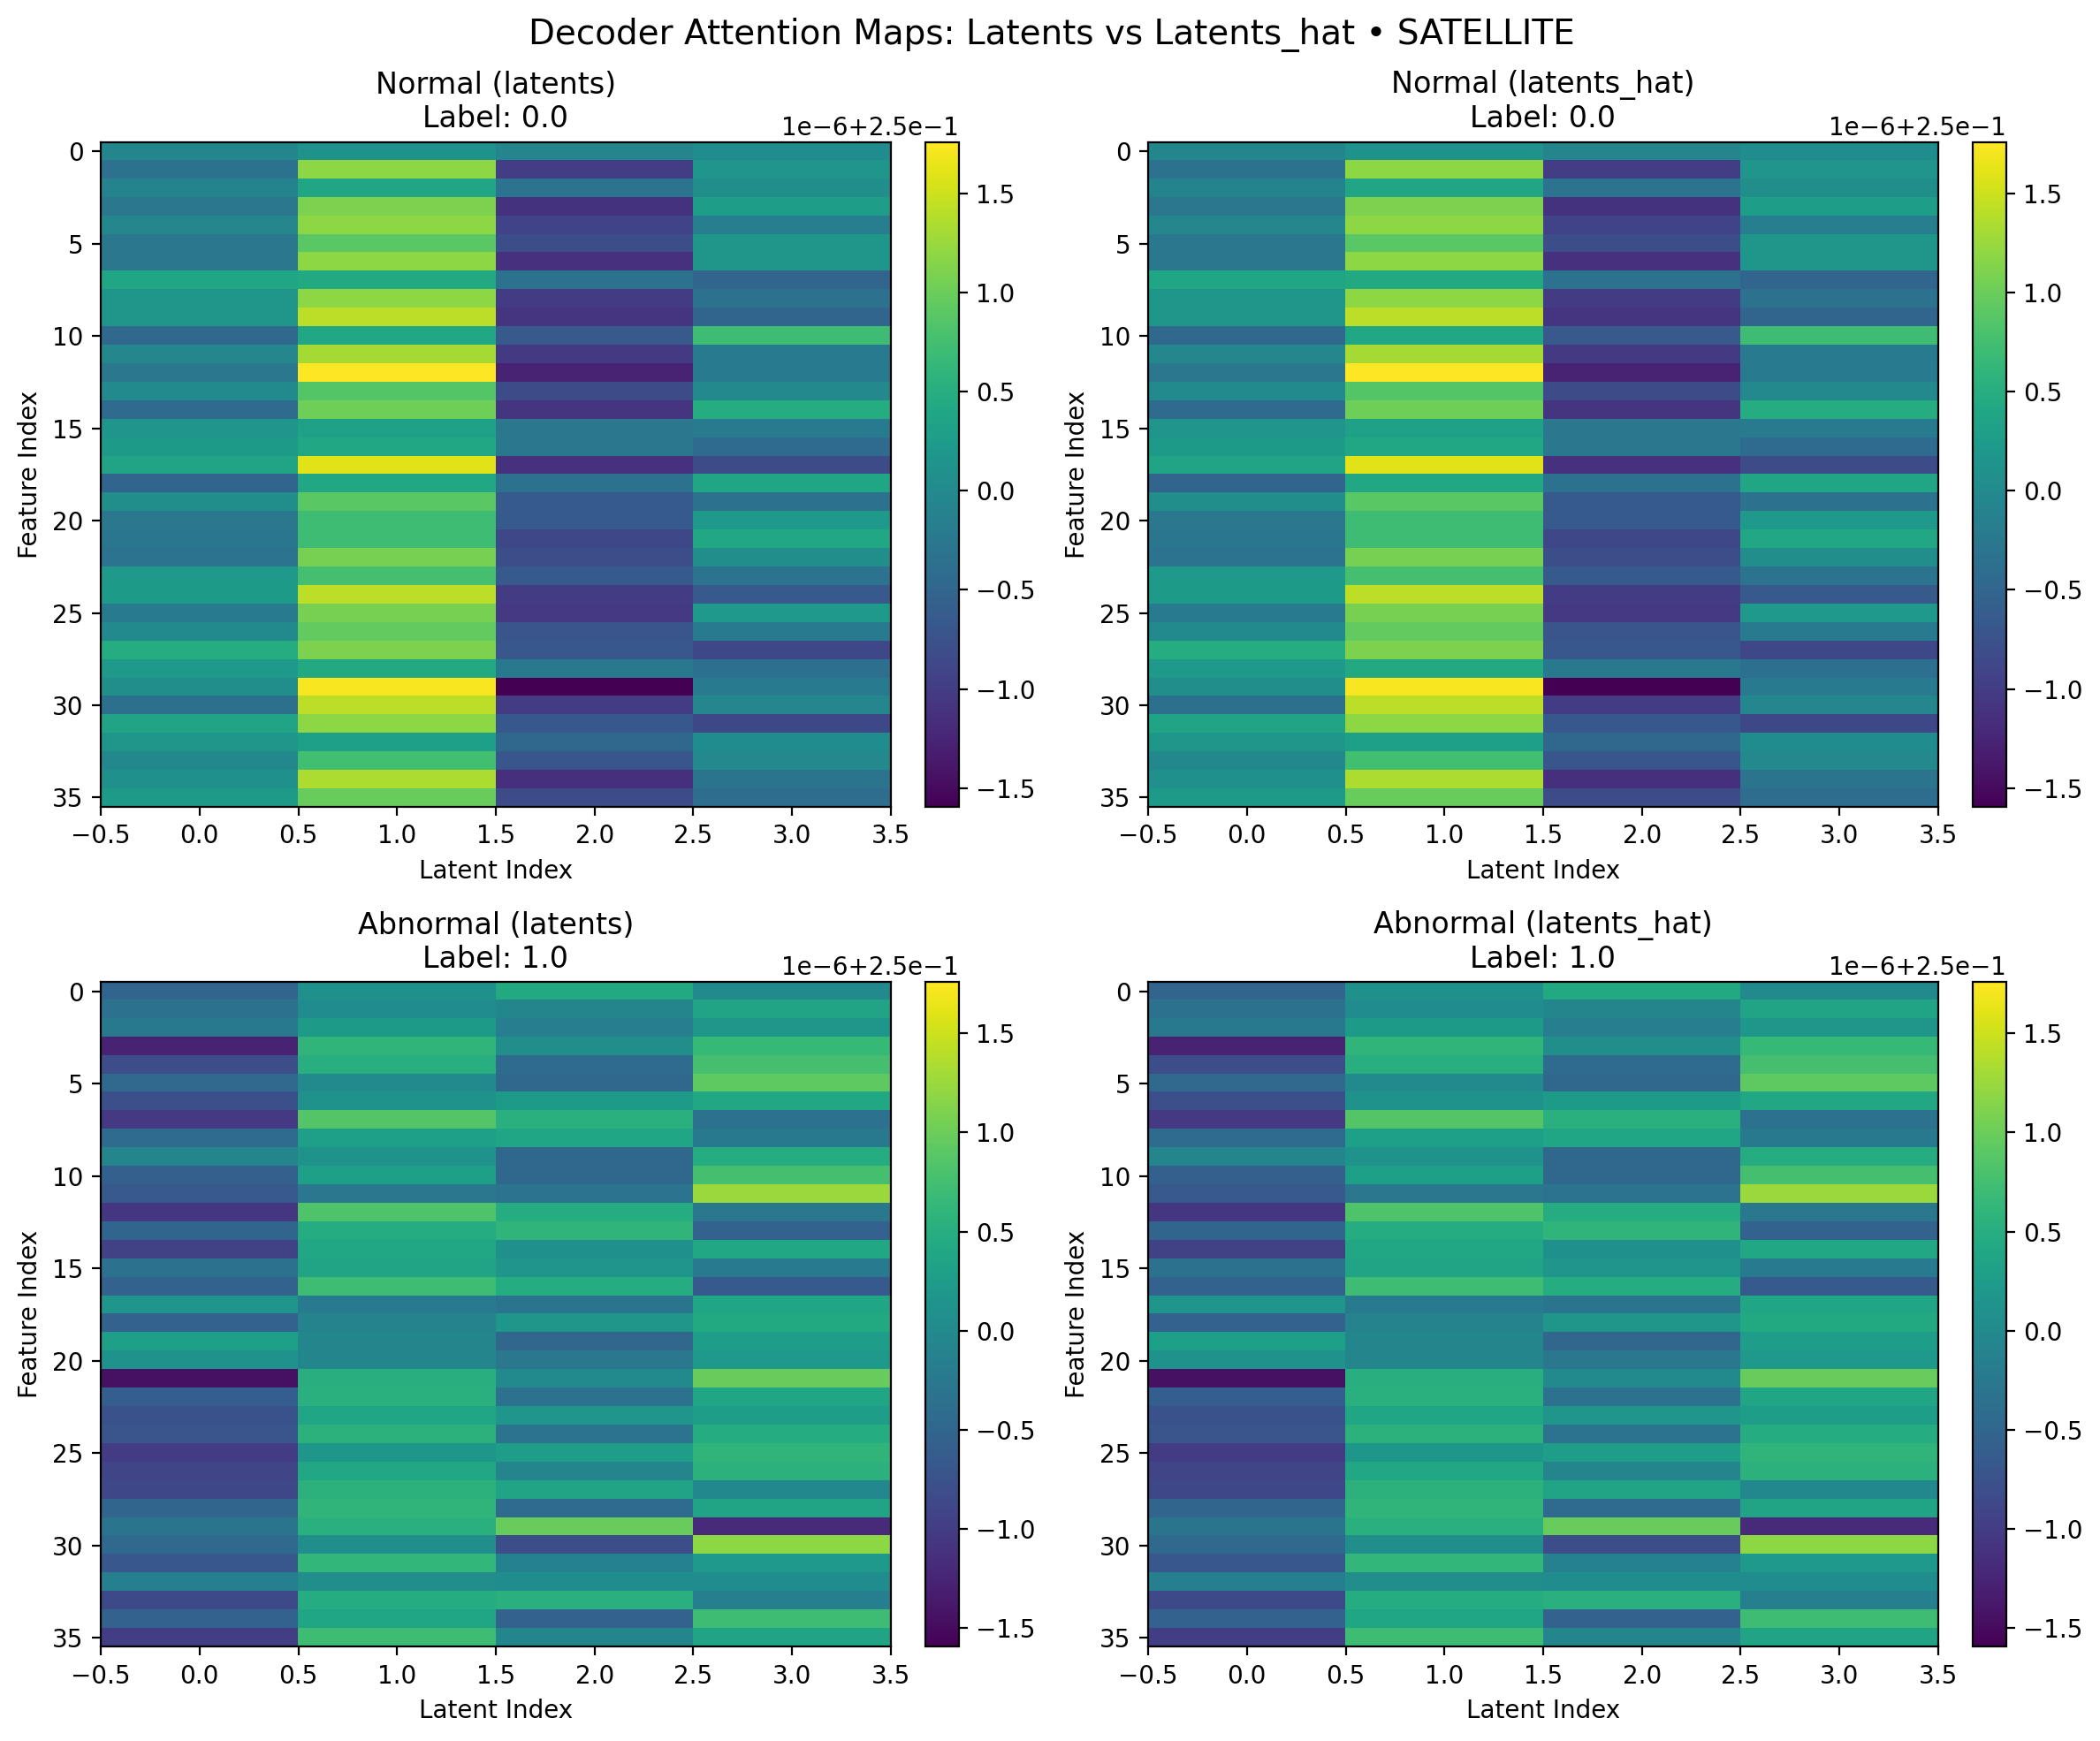 Decoder Attention Maps: Latents vs Latents_hat • SATELLITE
Normal (latents)
Label: 0.0
1e−6+2.5e−1
Feature Index
0
5
10
15
20
25
30
35
−0.5 0.0 0.5 1.0 1.5 2.0 2.5 3.0 3.5
Latent Index
1.5
1.0
0.5
0.0
−0.5
−1.0
−1.5
Normal (latents_hat)
Label: 0.0
1e−6+2.5e−1
Feature Index
0
5
10
15
20
25
30
35
−0.5 0.0 0.5 1.0 1.5 2.0 2.5 3.0 3.5
Latent Index
1.5
1.0
0.5
0.0
−0.5
−1.0
−1.5
Abnormal (latents)
Label: 1.0
1e−6+2.5e−1
Feature Index
0
5
10
15
20
25
30
35
−0.5 0.0 0.5 1.0 1.5 2.0 2.5 3.0 3.5
Latent Index
1.5
1.0
0.5
0.0
−0.5
−1.0
−1.5
Abnormal (latents_hat)
Label: 1.0
1e−6+2.5e−1
Feature Index
0
5
10
15
20
25
30
35
−0.5 0.0 0.5 1.0 1.5 2.0 2.5 3.0 3.5
Latent Index
1.5
1.0
0.5
0.0
−0.5
−1.0
−1.5